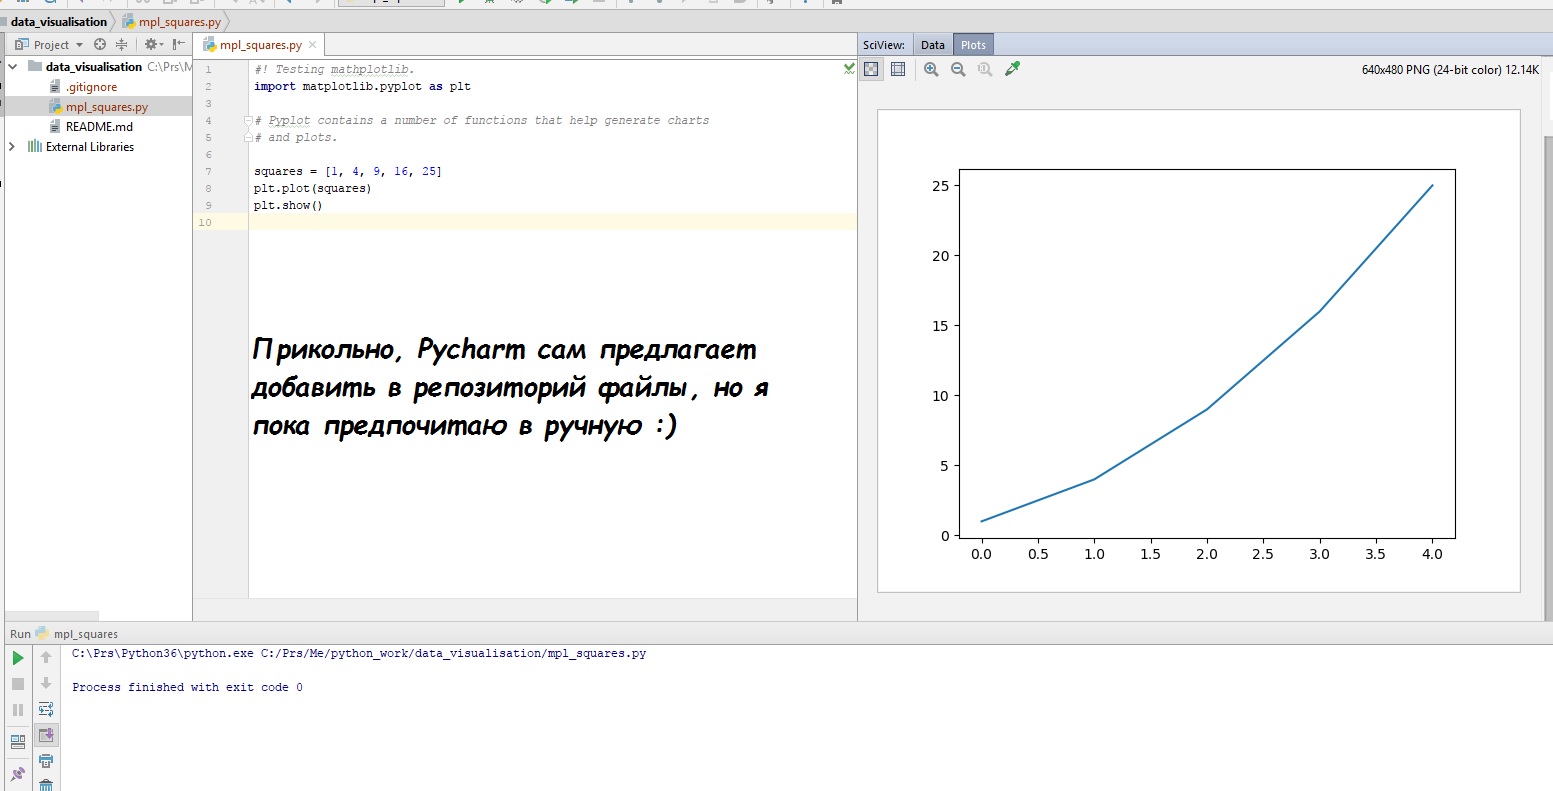 data_visualisation
mpl_squares.py
Project
mpl_squares.py
SciView:
Data
Plots
data_visualisation C:\Prs\M
.gitignore
mpl_squares.py
README.md
External Libraries
1 #! Testing mathplotlib.
2 import matplotlib.pyplot as plt
3
4 # Pyplot contains a number of functions that help generate charts
5 # and plots.
6
7 squares = [1, 4, 9, 16, 25]
8 plt.plot(squares)
9 plt.show()
10
Прикольно, Pycharm сам предлагает
добавить в репозиторий файлы, но я
пока предпочитаю в ручную :)
640x480 PNG (24-bit color) 12.14K
25
20
15
10
5
0
0.0 0.5 1.0 1.5 2.0 2.5 3.0 3.5 4.0
Run mpl_squares
C:\Prs\Python36\python.exe C:/Prs/Me/python_work/data_visualisation/mpl_squares.py
Process finished with exit code 0